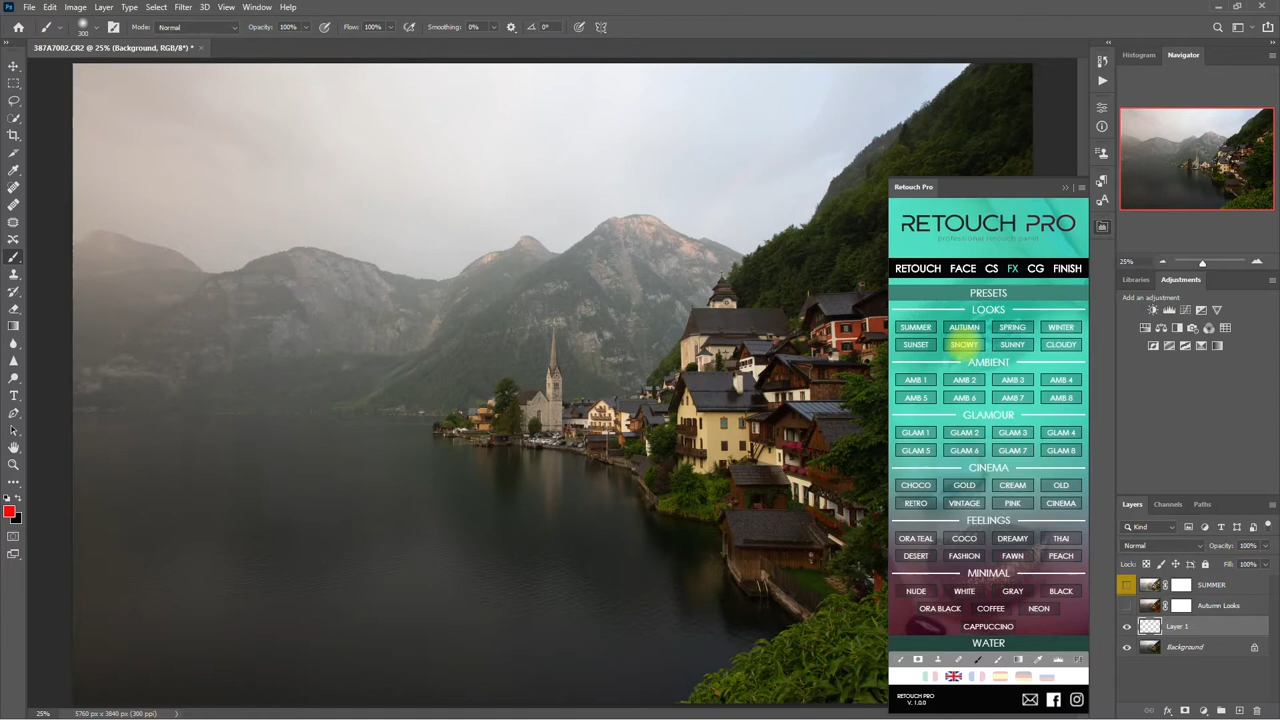 File Edit Image Layer Type Select Filter 3D View Window Help
300 Mode: Normal Opacity: 100% Flow: 100% Smoothing: 0% 0°
387A7002.CR2 @ 25% (Background, RGB/8*) * ×
Histogram Navigator
25%
Libraries Adjustments
Add an adjustment
Retouch Pro
RETOUCH PRO
professional retouch panel
RETOUCH FACE CS FX CG FINISH
PRESETS
LOOKS
SUMMER AUTUMN SPRING WINTER
SUNSET SNOWY SUNNY CLOUDY
AMBIENT
AMB 1 AMB 2 AMB 3 AMB 4
AMB 5 AMB 6 AMB 7 AMB 8
GLAMOUR
GLAM 1 GLAM 2 GLAM 3 GLAM 4
GLAM 5 GLAM 6 GLAM 7 GLAM 8
CINEMA
CHOCO GOLD CREAM OLD
RETRO VINTAGE PINK CINEMA
FEELINGS
ORA TEAL COCO DREAMY THAI
DESERT FASHION FAWN PEACH
MINIMAL
NUDE WHITE GRAY BLACK
ORA BLACK COFFEE NEON
CAPPUCCINO
WATER
RETOUCH PRO
V. 1.0.0
Layers Channels Paths
Kind
Normal Opacity: 100%
Lock: Fill: 100%
SUMMER
Autumn Looks
Layer 1
Background
25% 5760 px x 3840 px (300 ppi)